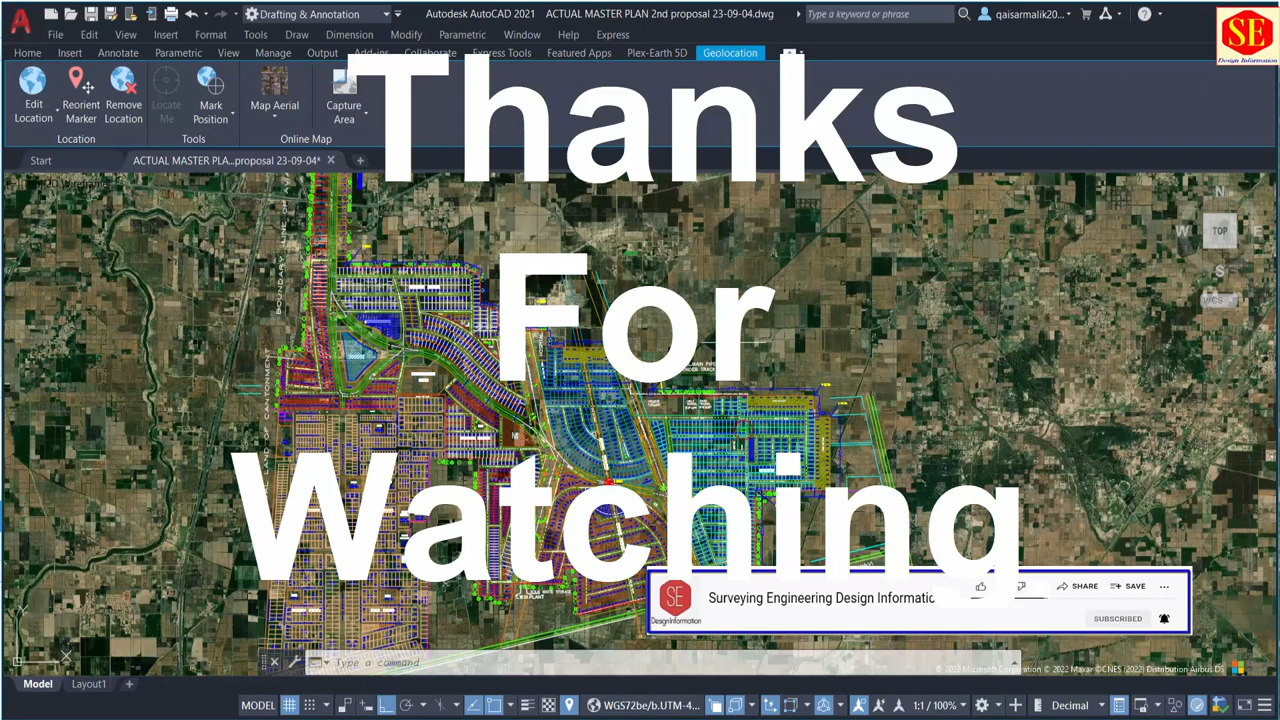 Drafting & Annotation
Autodesk AutoCAD 2021 ACTUAL MASTER PLAN 2nd proposal 23-09-04.dwg
Type a keyword or phrase
qaisarmalik20...
SE
Design Information
File Edit View Insert Format Tools Draw Dimension Modify Parametric Window Help Express
Home Insert Annotate Parametric View Manage Output Add-ins Collaborate Express Tools Featured Apps Plex-Earth 5D Geolocation
Edit Location
Reorient Marker
Remove Location
Locate Me
Mark Position
Map Aerial
Capture Area
Location Tools Online Map
Start
ACTUAL MASTER PLA...proposal 23-09-04*
Thanks
For
Watching
N
W TOP E
S
WCS
BOUNDARY LINE OF
SE
Design Information
Surveying Engineering Design Informatio
SHARE
SAVE
SUBSCRIBED
Y
X
Type a command
© 2022 Microsoft Corporation © 2022 Maxar ©CNES (2022) Distribution Airbus DS
Model Layout1
MODEL
WGS72be/b.UTM-4...
1:1 / 100%
Decimal